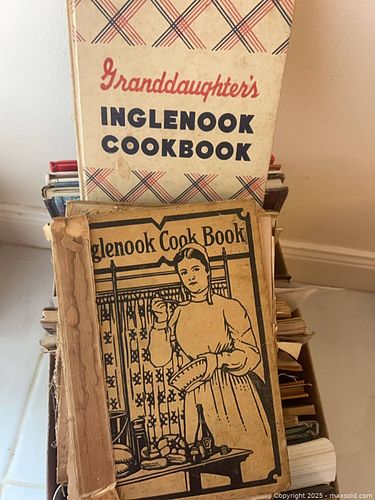 Granddaughter's
INGLENOOK
COOKBOOK
glenook Cook Book
Copyright 2025 - maxsold.com